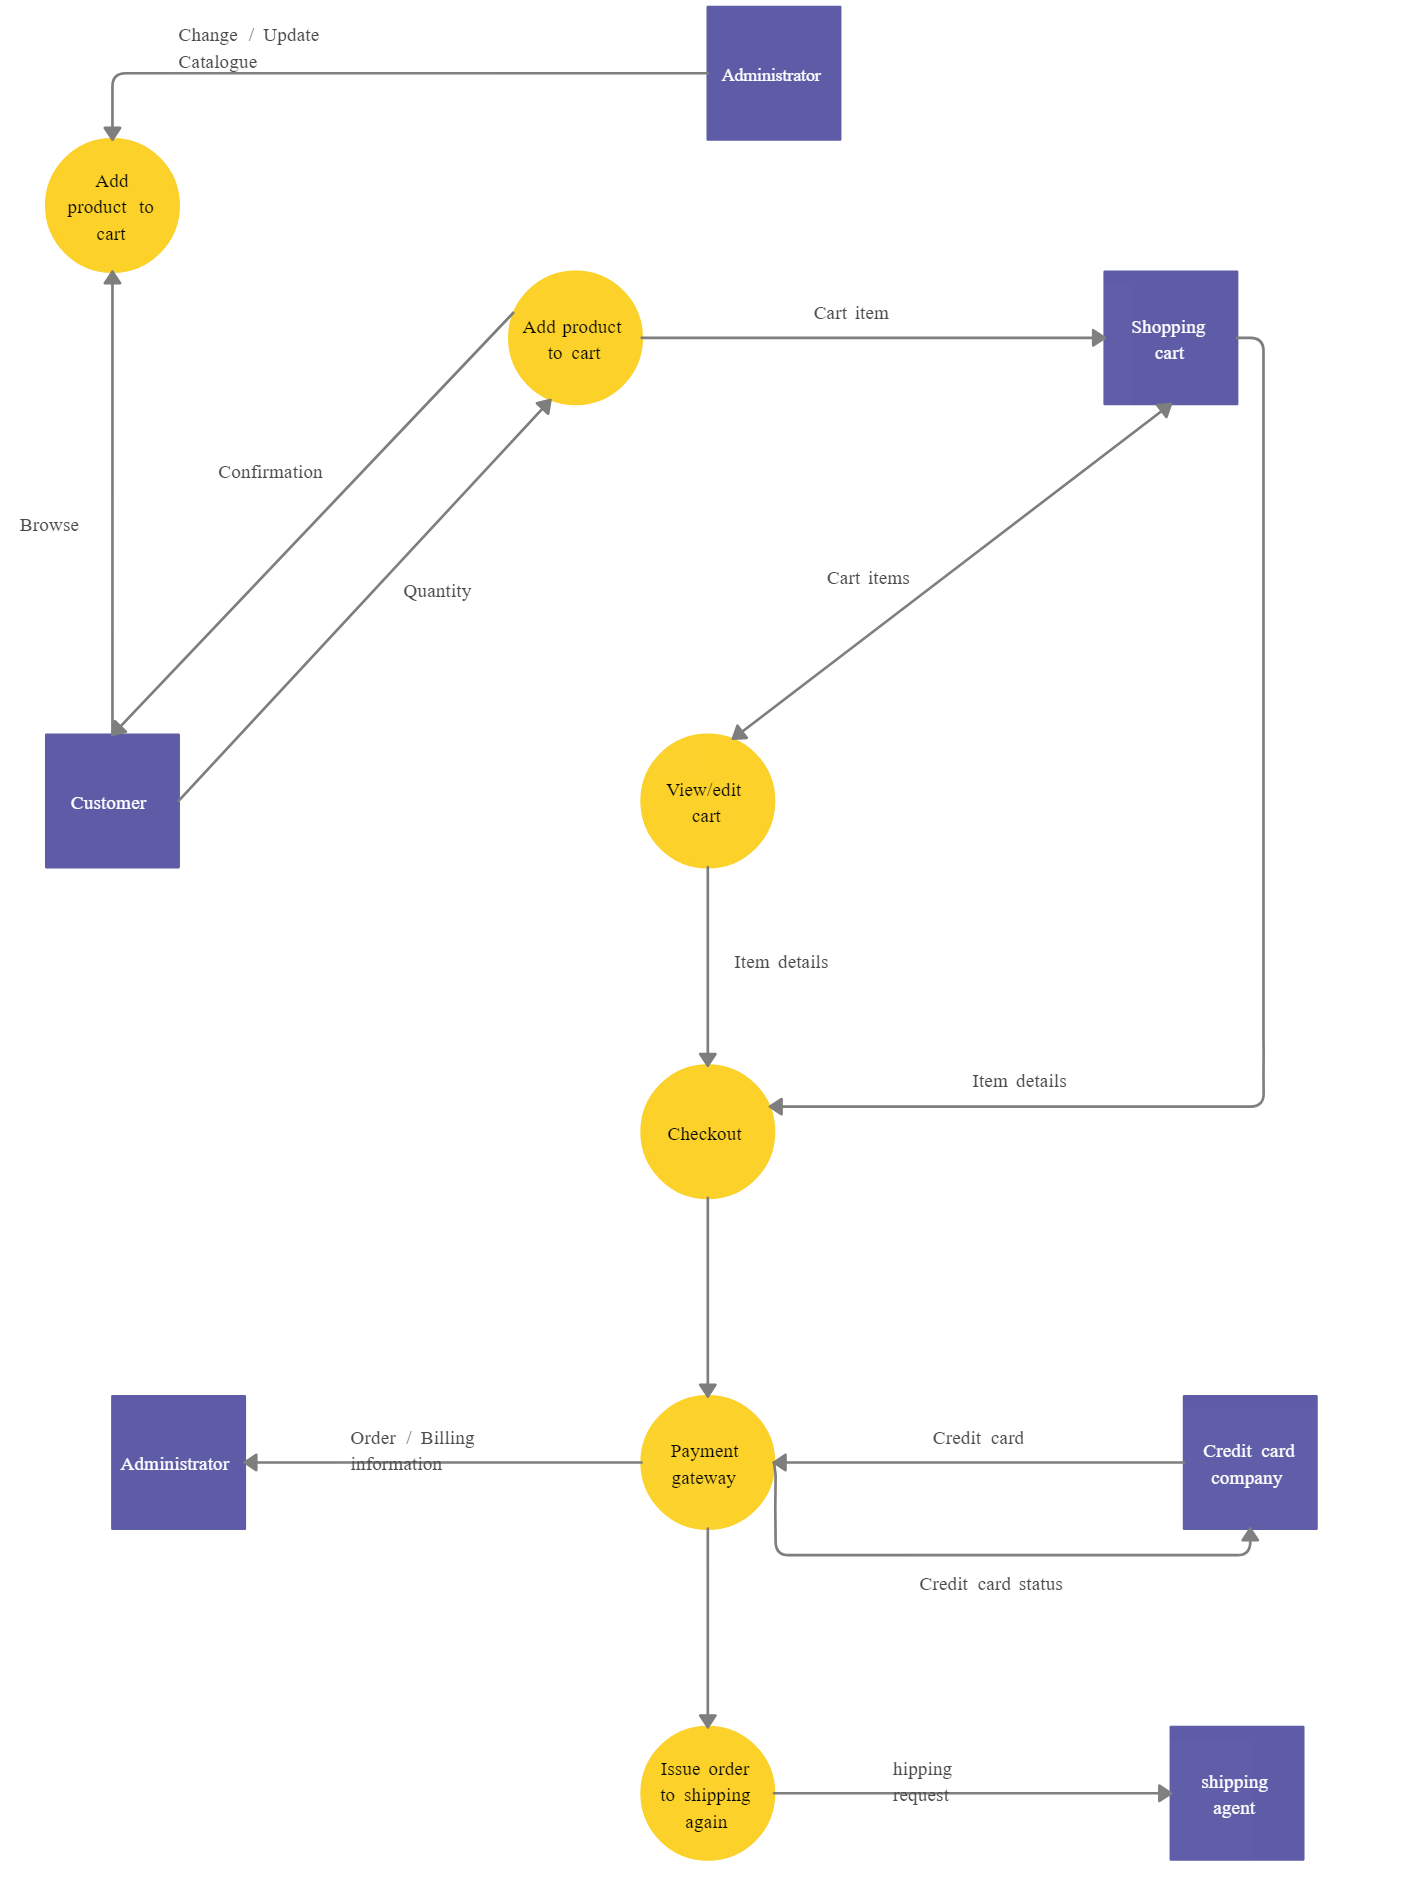 Change / Update
Catalogue
Administrator
Add
product to
cart
Add product
to cart
Cart item
Shopping
cart
Confirmation
Browse
Cart items
Quantity
Customer
View/edit
cart
Item details
Item details
Checkout
Administrator
Order / Billing
information
Payment
gateway
Credit card
Credit card
company
Credit card status
Issue order
to shipping
again
hipping
request
shipping
agent